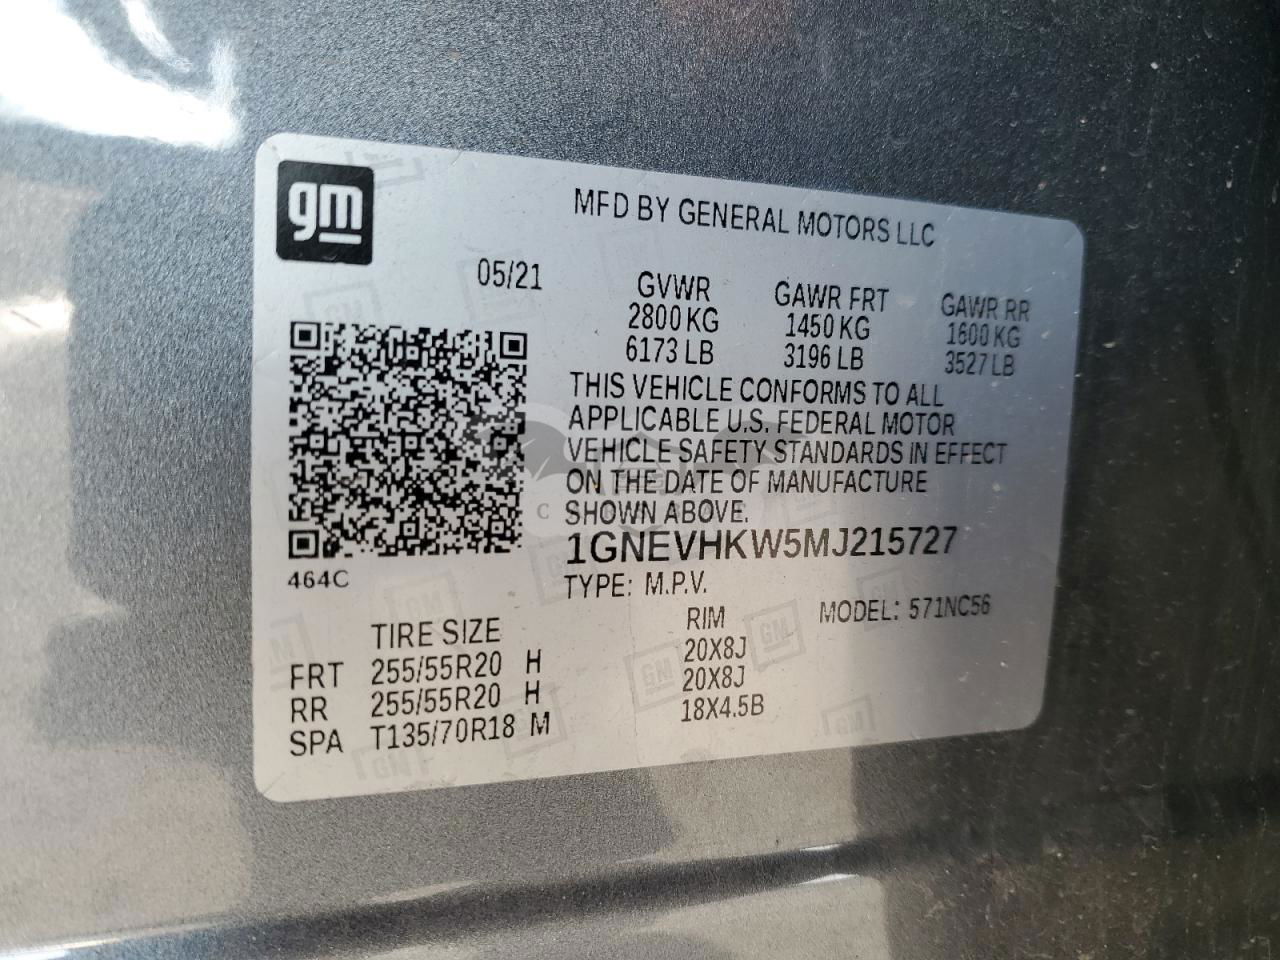 gm
MFD BY GENERAL MOTORS LLC
05/21 GVWR GAWR FRT GAWR RR
2800 KG 1450 KG 1600 KG
6173 LB 3196 LB 3527 LB
THIS VEHICLE CONFORMS TO ALL
APPLICABLE U.S. FEDERAL MOTOR
VEHICLE SAFETY STANDARDS IN EFFECT
ON THE DATE OF MANUFACTURE
SHOWN ABOVE.
1GNEVHKW5MJ215727
464C
TYPE: M.P.V.
MODEL: 571NC56
TIRE SIZE RIM
FRT 255/55R20 H 20X8J
RR 255/55R20 H 20X8J
SPA T135/70R18 M 18X4.5B